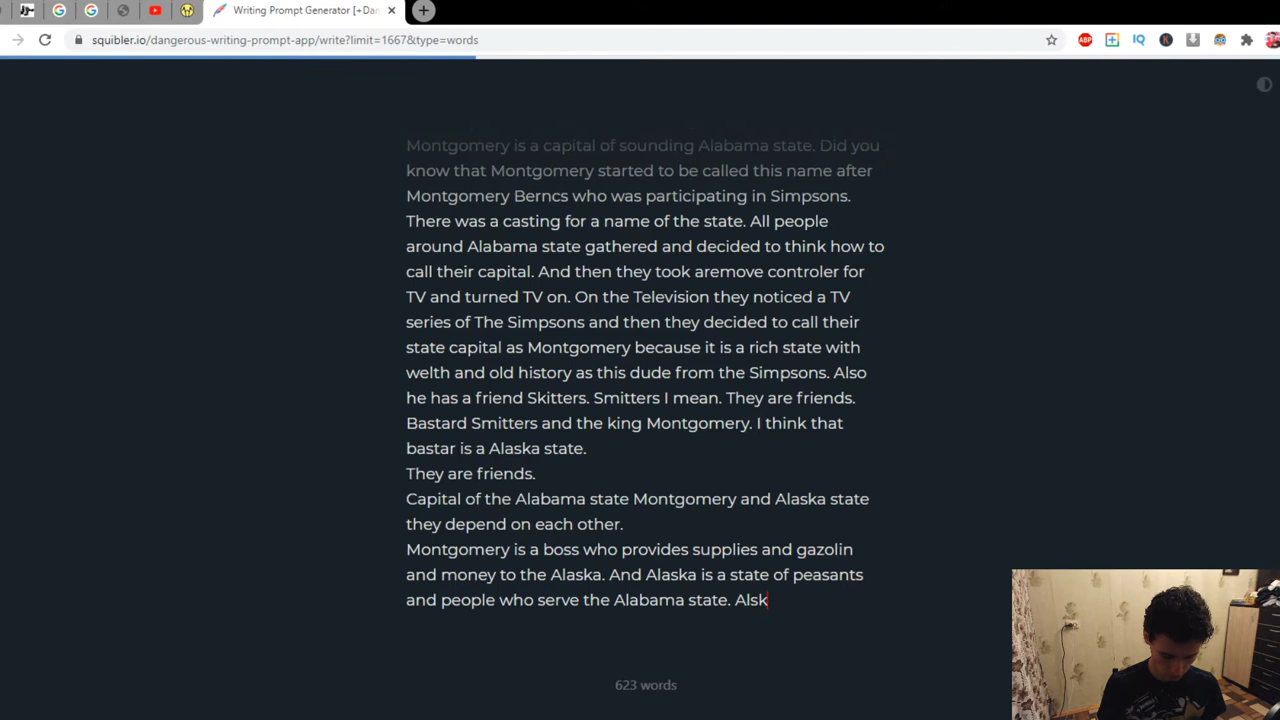 Writing Prompt Generator [+Dan
squibler.io/dangerous-writing-prompt-app/write?limit=1667&type=words
ABP
IQ
K
Montgomery is a capital of sounding Alabama state. Did you
know that Montgomery started to be called this name after
Montgomery Berncs who was participating in Simpsons.
There was a casting for a name of the state. All people
around Alabama state gathered and decided to think how to
call their capital. And then they took aremove controler for
TV and turned TV on. On the Television they noticed a TV
series of The Simpsons and then they decided to call their
state capital as Montgomery because it is a rich state with
welth and old history as this dude from the Simpsons. Also
he has a friend Skitters. Smitters I mean. They are friends.
Bastard Smitters and the king Montgomery. I think that
bastar is a Alaska state.
They are friends.
Capital of the Alabama state Montgomery and Alaska state
they depend on each other.
Montgomery is a boss who provides supplies and gazolin
and money to the Alaska. And Alaska is a state of peasants
and people who serve the Alabama state. Alsk
623 words